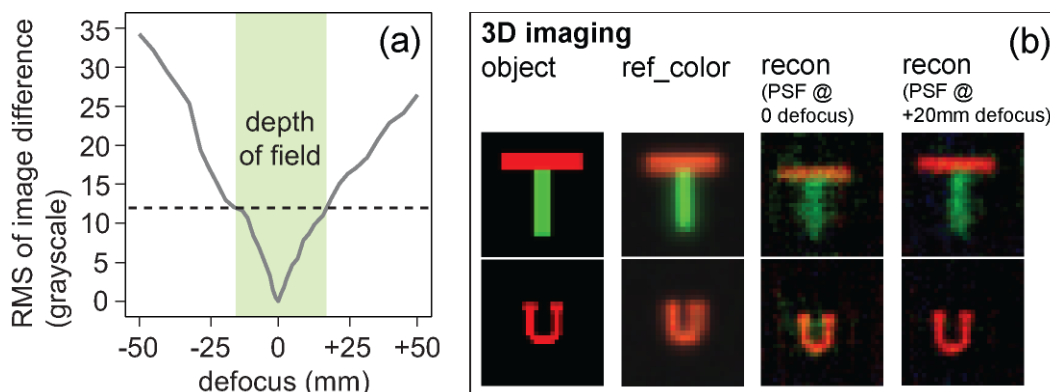 (a)
RMS of image difference
(grayscale)
35
30
25
20
15
10
5
0
depth
of field
-50
-25
0
+25
+50
defocus (mm)
(b)
3D imaging
object
ref_color
recon
(PSF @
0 defocus)
recon
(PSF @
+20mm defocus)
T
T
T
T
U
U
U
U